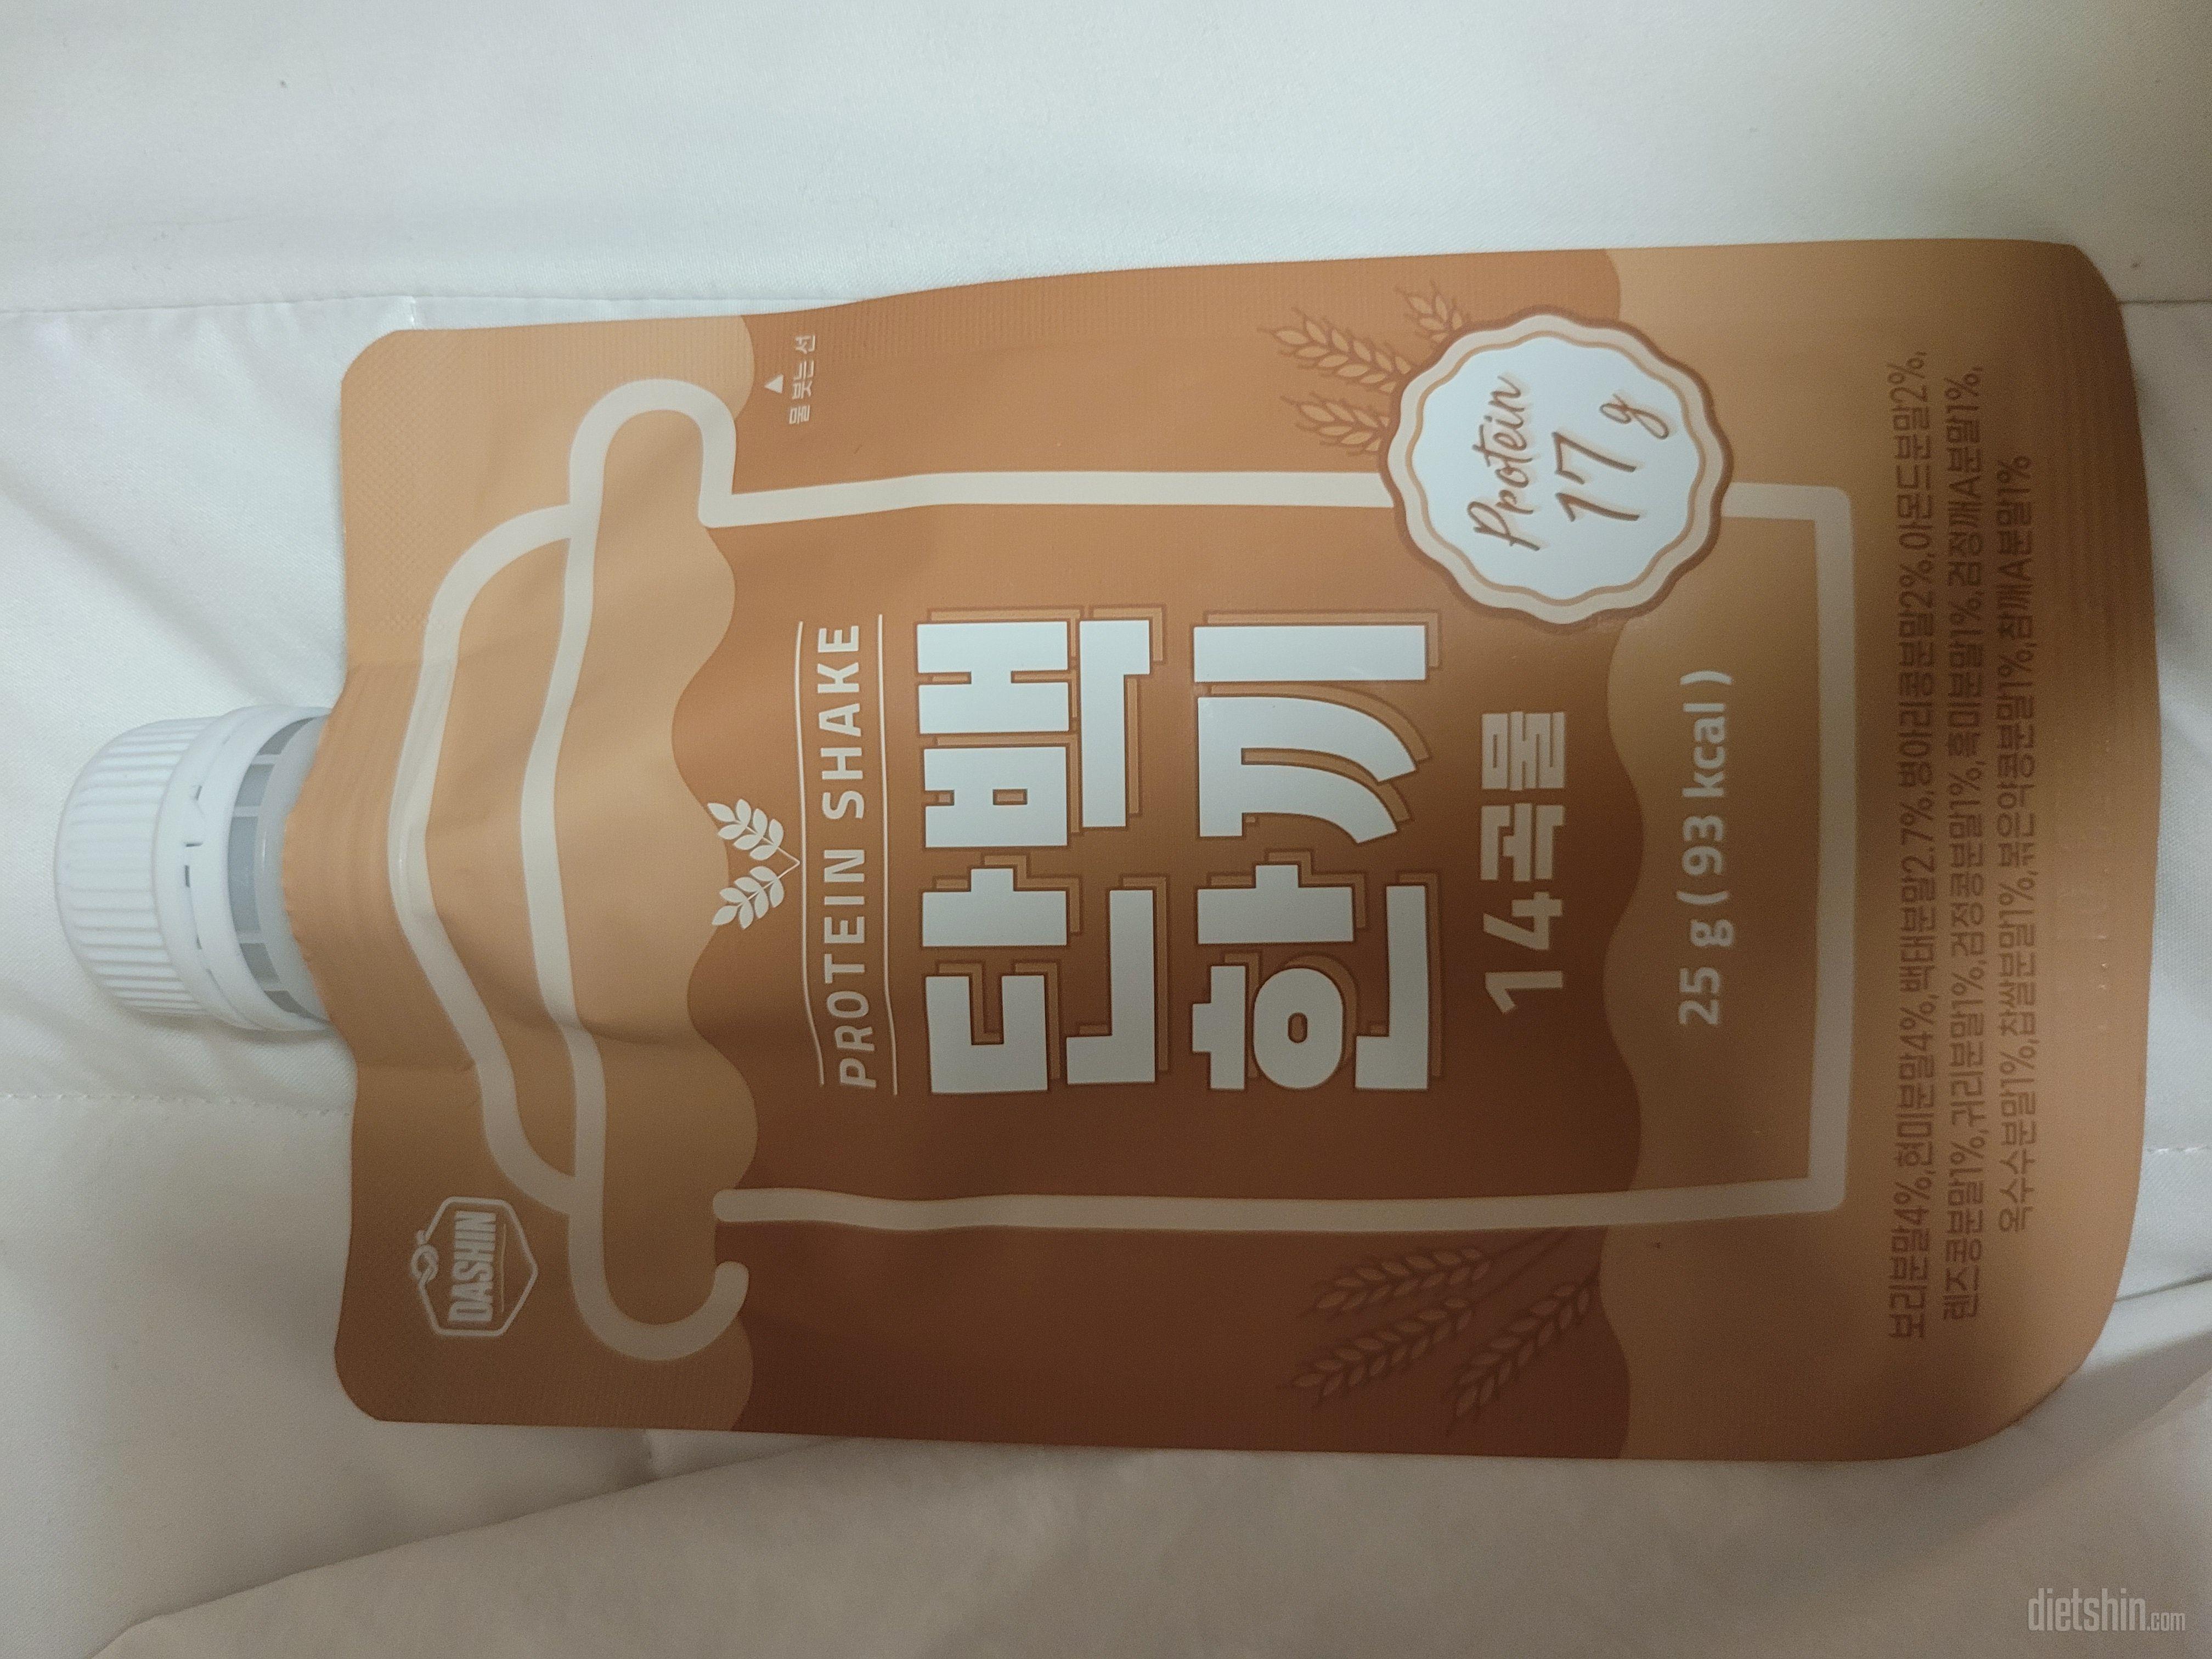 DASHIN
◀ 물 붓는 선
PROTEIN SHAKE
단백
한끼
14곡물
Protein
17 g
25 g ( 93 kcal )
보리분말4%,현미분말4%,백태분말2.7%,병아리콩분말2%,아몬드분말2%,
렌즈콩분말1%,귀리분말1%,검정콩분말1%,흑미분말1%,검정깨A분말1%,
옥수수분말1%,찹쌀분말1%,볶은약콩분말1%,참깨A분말1%
dietshin.com